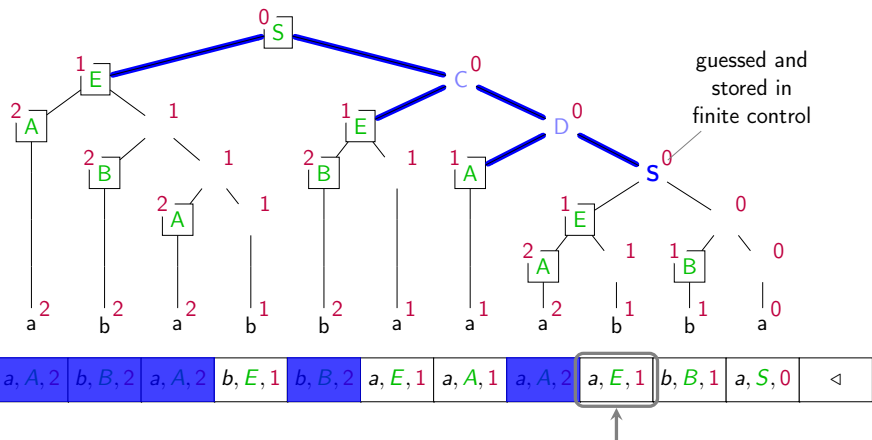 0 S
1 E
C 0
guessed and
stored in
finite control
2 A
1
1 E
D 0
2 B
1
2 B
1
1 A
S 0
2 A
1
1 E
0
2 A
1
1 B
0
a 2
b 2
a 2
b 1
b 2
a 1
a 1
a 2
b 1
b 1
a 0
a, A, 2
b, B, 2
a, A, 2
b, E, 1
b, B, 2
a, E, 1
a, A, 1
a, A, 2
a, E, 1
b, B, 1
a, S, 0
◁